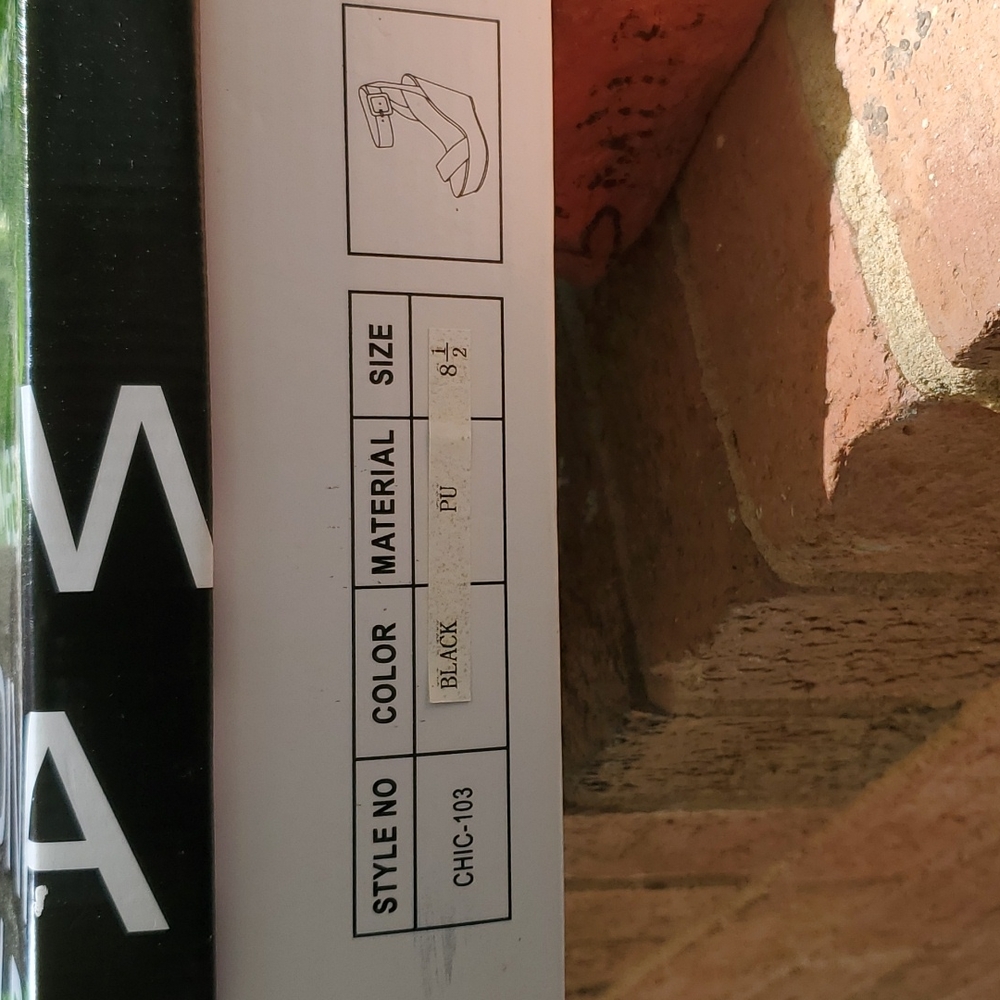 STYLE NO COLOR MATERIAL SIZE
CHIC-103 BLACK PU 8 1/2
W
A